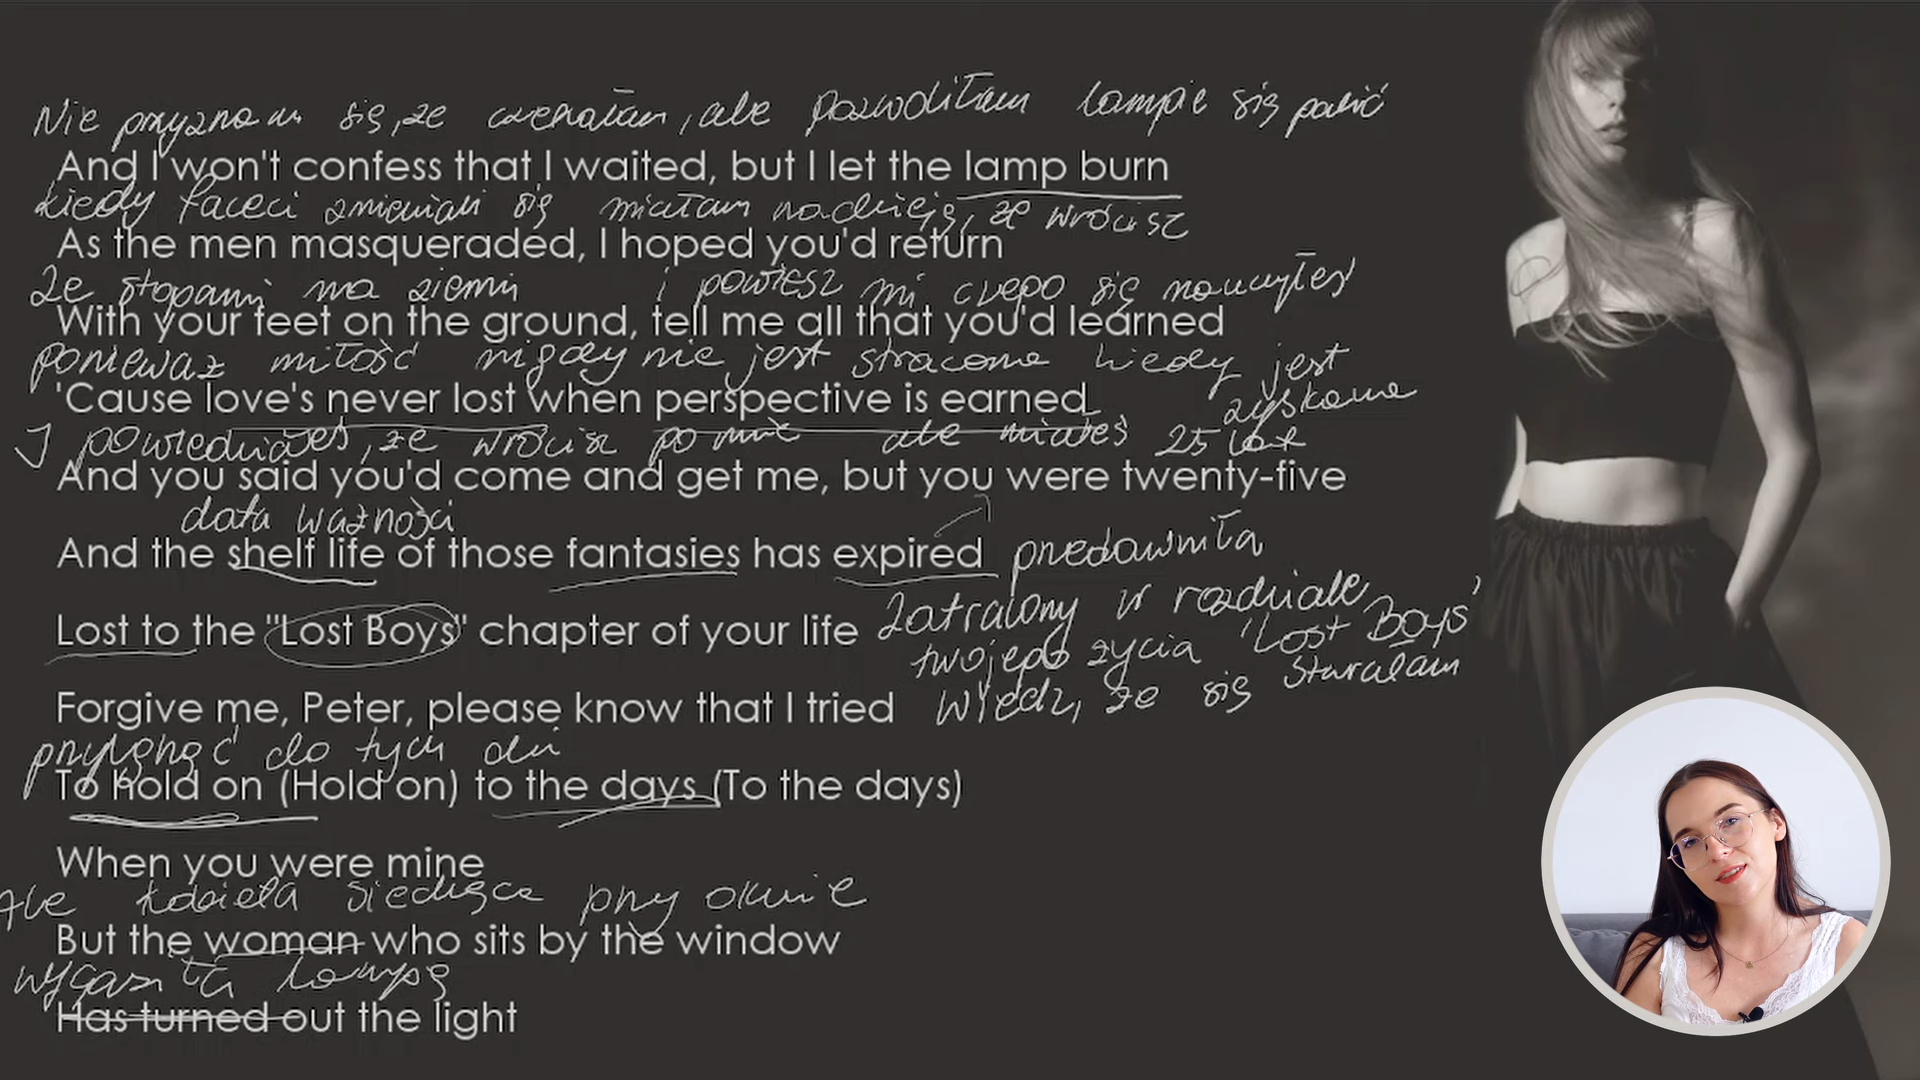 Nie przyznam się, że czekałam, ale pozwoliłam lampie się palić
And I won't confess that I waited, but I let the lamp burn
kiedy faceci zmieniali się miałam nadzieję, że wrócisz
As the men masqueraded, I hoped you'd return
Ze stopami na ziemi i powiesz mi czego się nauczyłeś
With your feet on the ground, tell me all that you'd learned
ponieważ miłość nigdy nie jest stracona kiedy jest
zyskana
'Cause love's never lost when perspective is earned
I powiedziałeś, że wrócisz po mnie ale miałeś 25 lat
And you said you'd come and get me, but you were twenty-five
data ważności
And the shelf life of those fantasies has expired przedawniła
Lost to the "Lost Boys" chapter of your life Zatracony w rozdziale
twojego życia 'Lost Boys'
Forgive me, Peter, please know that I tried Wiedz, że się starałam
przylgnąć do tych dni
To hold on (Hold on) to the days (To the days)
When you were mine
Ale kobieta siedząca przy oknie
But the woman who sits by the window
wygasiła lampę
Has turned out the light